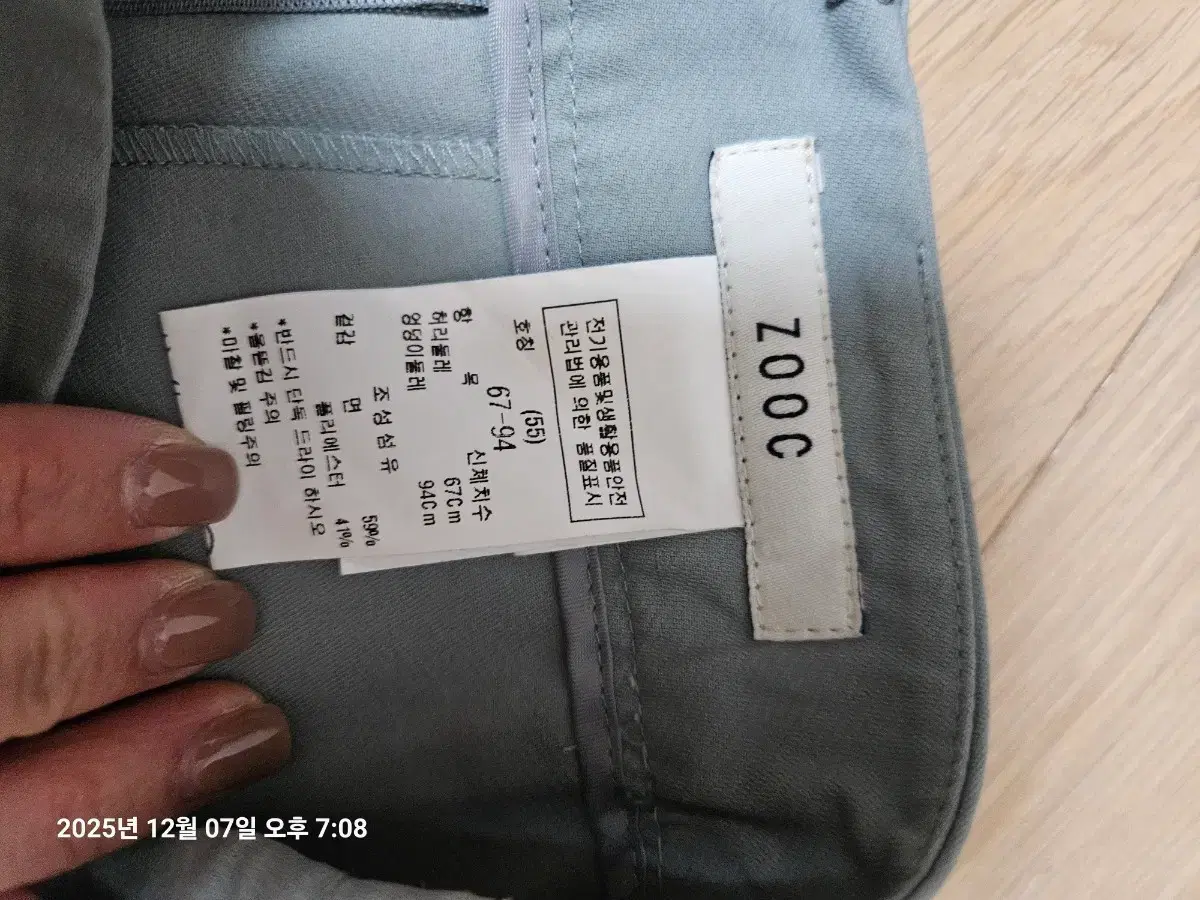 ZOOC
전기용품및생활용품안전
관리법에 의한 품질표시
(55)
호칭 67-94
항 목 신체치수
허리둘레 67Cm
엉덩이둘레 94Cm
조성섬유
겉감 면 59%
폴리에스터 41%
*반드시 단독 드라이 하시오
*올뜯김 주의
*미어짐 및 필링주의
2025년 12월 07일 오후 7:08